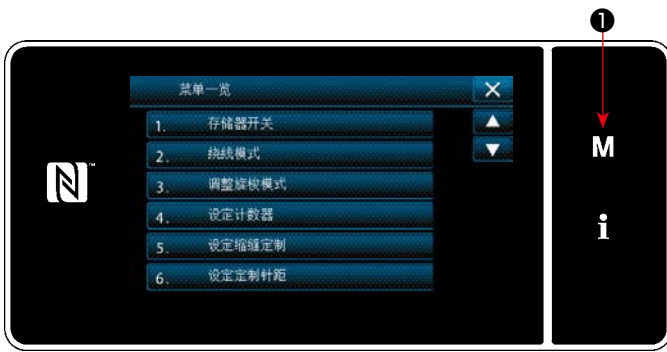 ❶
菜单一览
1. 存储器开关
2. 绕线模式
3. 调整旋梭模式
4. 设定计数器
5. 设定缩缝定制
6. 设定定制针距
M
i
N
™